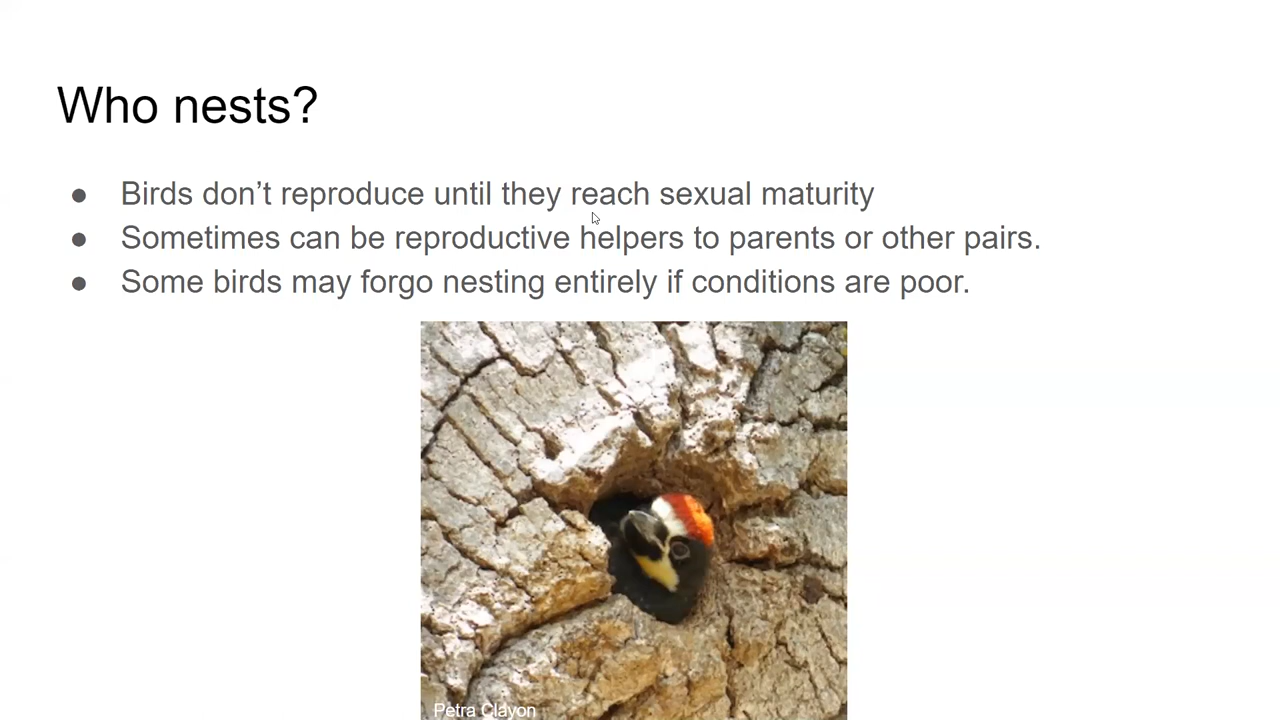 Who nests?
● Birds don’t reproduce until they reach sexual maturity
● Sometimes can be reproductive helpers to parents or other pairs.
● Some birds may forgo nesting entirely if conditions are poor.
Petra Clayon